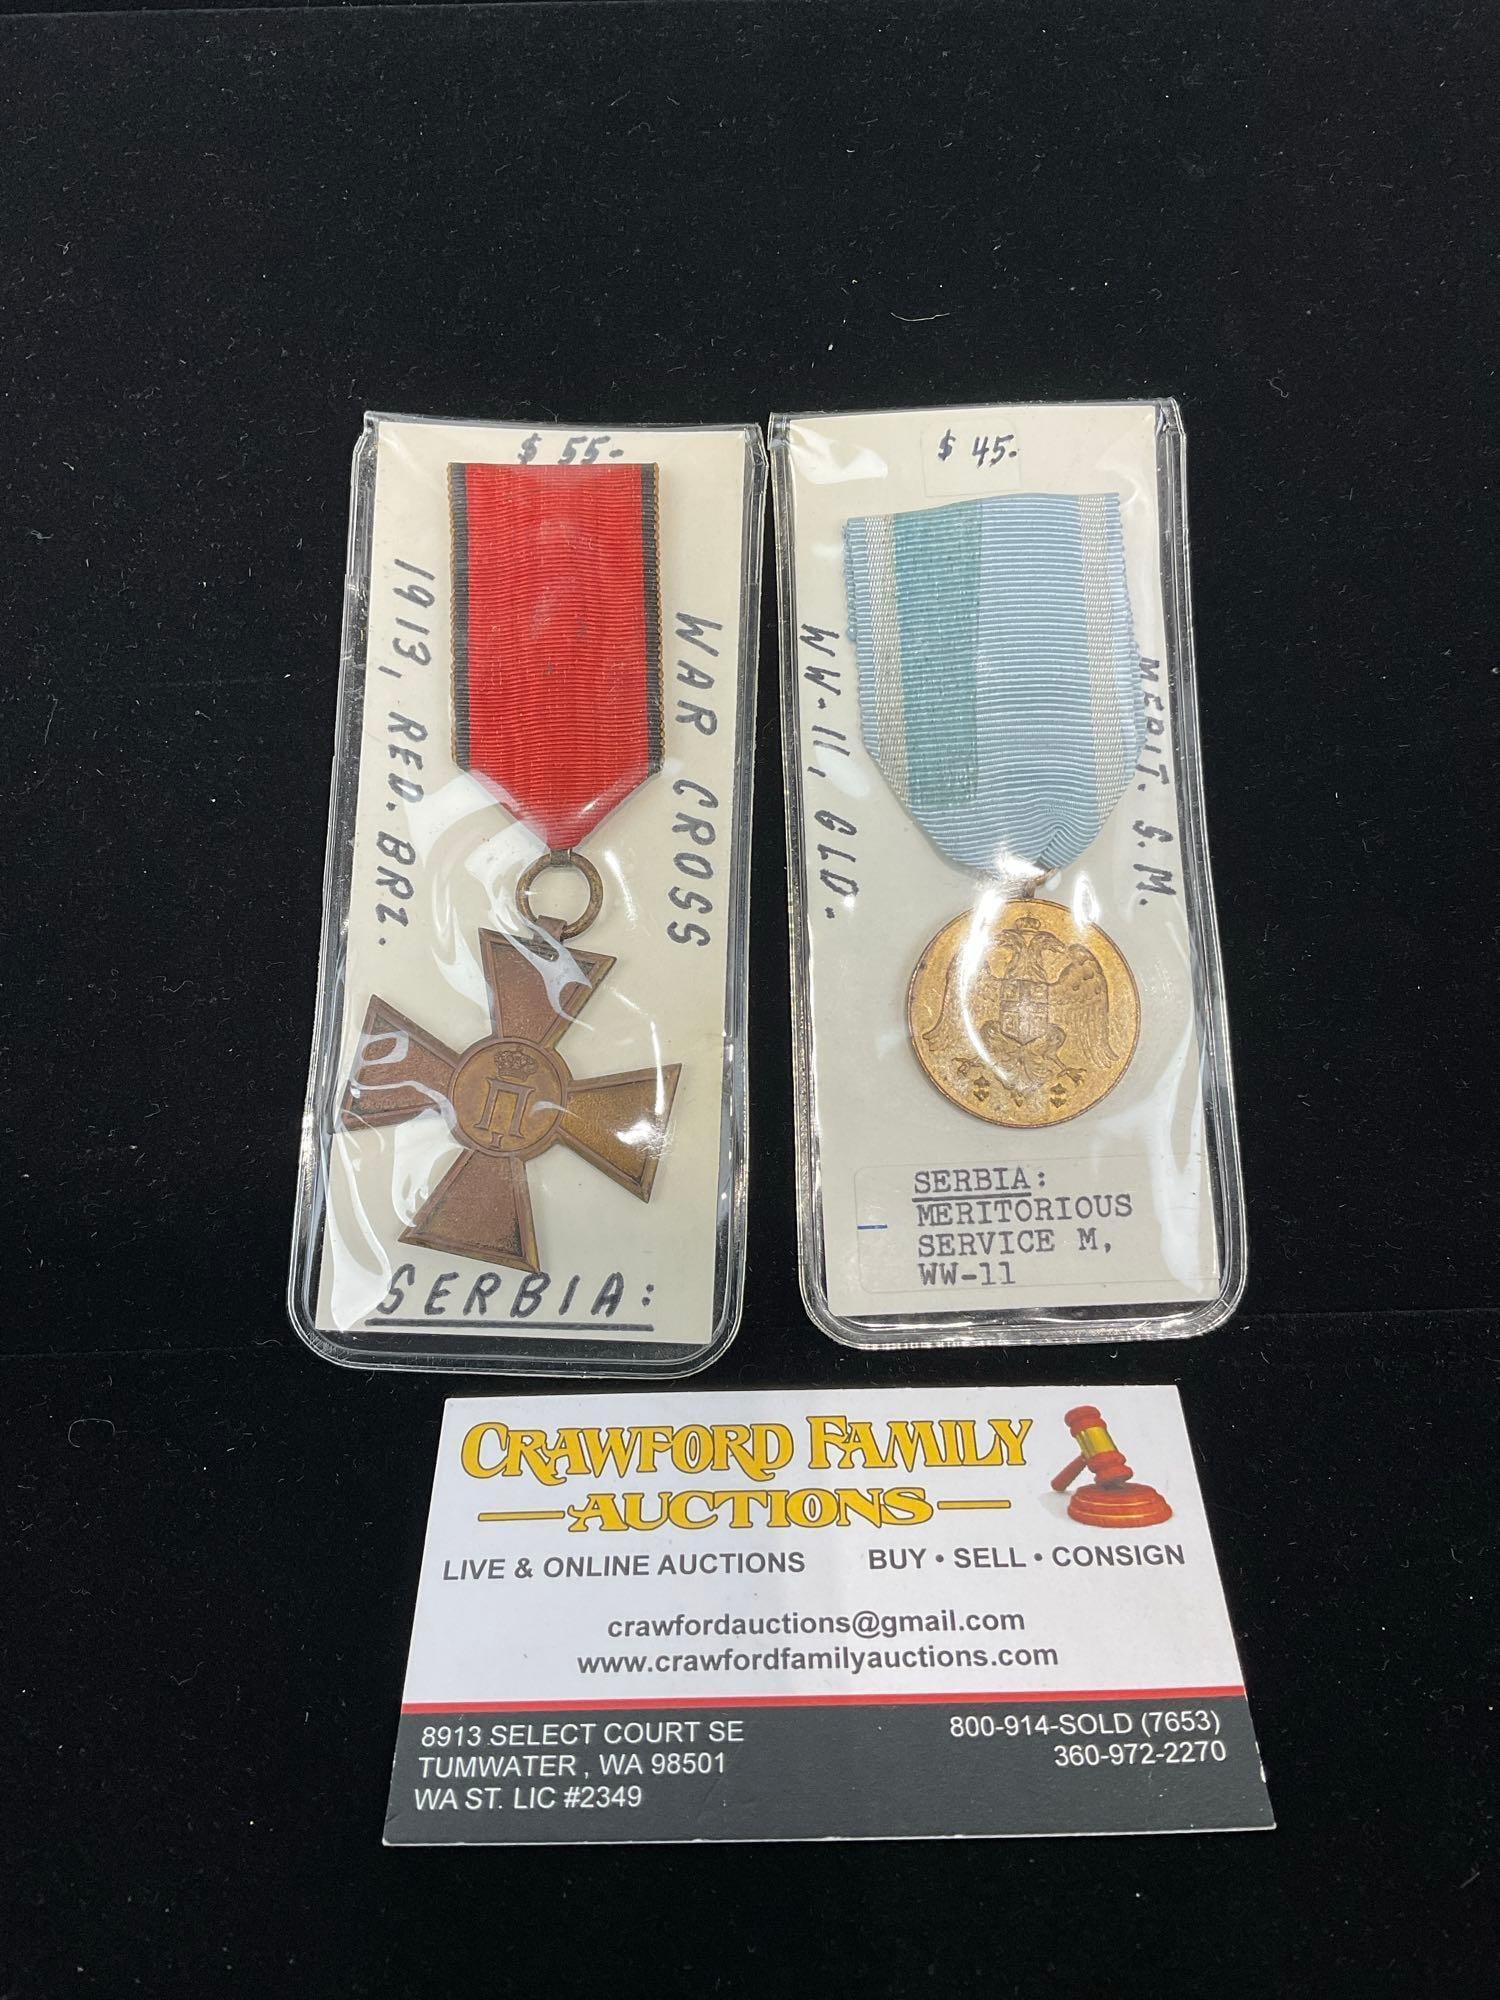 $ 55-
1913, RED. BRZ.
WAR CROSS
П
SERBIA:
$ 45-
WW-11 GLD.
MERIT. S.M.
SERBIA:
MERITORIOUS
SERVICE M,
WW-11
CRAWFORD FAMILY
AUCTIONS
LIVE & ONLINE AUCTIONS BUY • SELL • CONSIGN
crawfordauctions@gmail.com
www.crawfordfamilyauctions.com
8913 SELECT COURT SE
TUMWATER , WA 98501
WA ST. LIC #2349
800-914-SOLD (7653)
360-972-2270